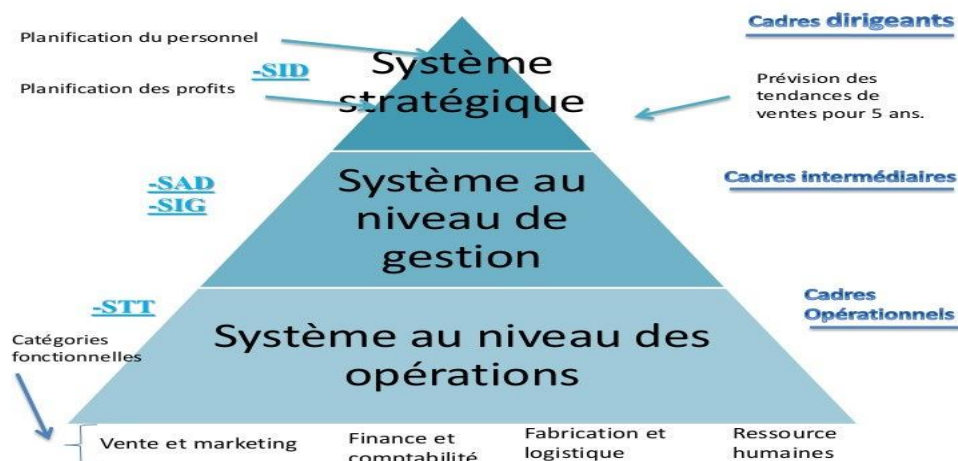 Cadres dirigeants
Planification du personnel
-SID
Planification des profits
Système
stratégique
Prévision des
tendances de
ventes pour 5 ans.
-SAD
-SIG
Système au
niveau de
gestion
Cadres intermédiaires
-STT
Système au niveau des
opérations
Cadres
Opérationnels
Catégories
fonctionnelles
Vente et marketing
Finance et
comptabilité
Fabrication et
logistique
Ressource
humaines